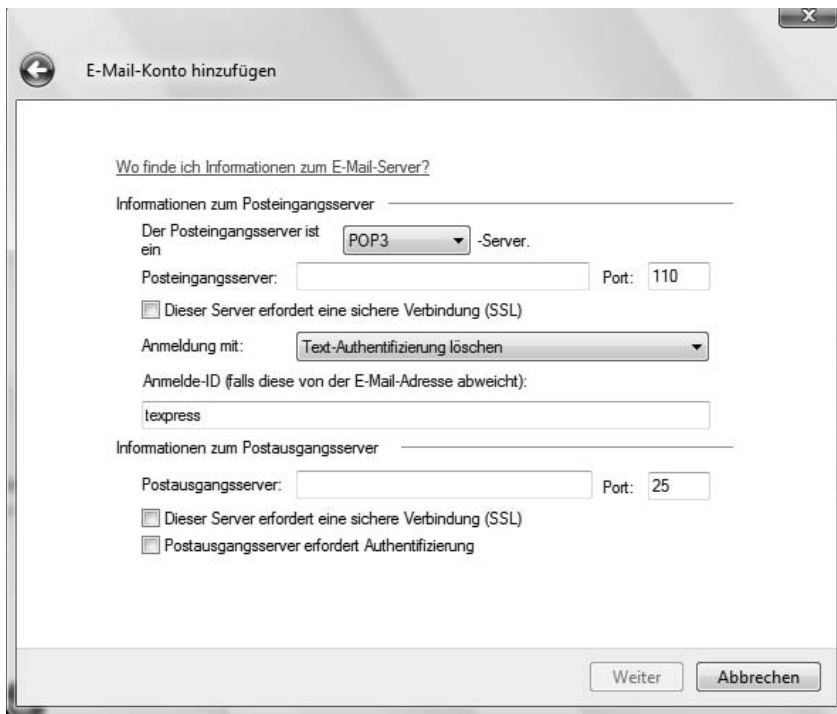 X
E-Mail-Konto hinzufügen
Wo finde ich Informationen zum E-Mail-Server?
Informationen zum Posteingangsserver
Der Posteingangsserver ist ein POP3 -Server.
Posteingangsserver: Port: 110
Dieser Server erfordert eine sichere Verbindung (SSL)
Anmeldung mit: Text-Authentifizierung löschen
Anmelde-ID (falls diese von der E-Mail-Adresse abweicht):
texpress
Informationen zum Postausgangsserver
Postausgangsserver: Port: 25
Dieser Server erfordert eine sichere Verbindung (SSL)
Postausgangsserver erfordert Authentifizierung
Weiter Abbrechen